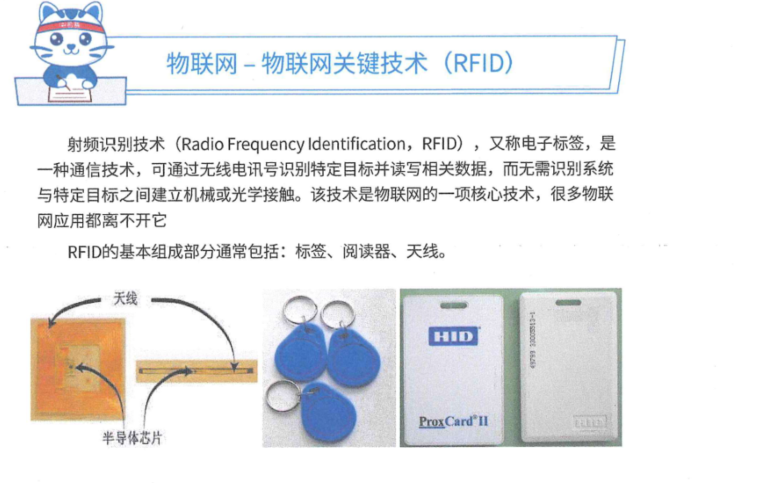 物联网 – 物联网关键技术（RFID）
射频识别技术（Radio Frequency Identification，RFID），又称电子标签，是
一种通信技术，可通过无线电讯号识别特定目标并读写相关数据，而无需识别系统
与特定目标之间建立机械或光学接触。该技术是物联网的一项核心技术，很多物联
网应用都离不开它
RFID的基本组成部分通常包括：标签、阅读器、天线。
天线
半导体芯片
HID
ProxCard® II
HID